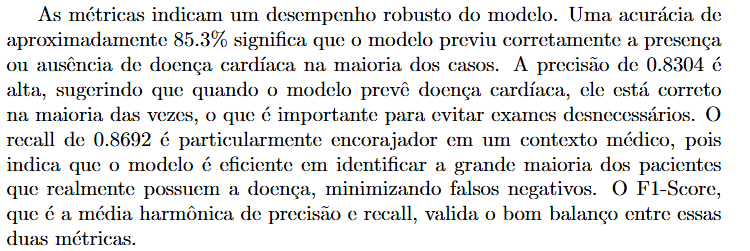 As métricas indicam um desempenho robusto do modelo. Uma acurácia de
aproximadamente 85.3% significa que o modelo previu corretamente a presença
ou ausência de doença cardíaca na maioria dos casos. A precisão de 0.8304 é
alta, sugerindo que quando o modelo prevê doença cardíaca, ele está correto
na maioria das vezes, o que é importante para evitar exames desnecessários. O
recall de 0.8692 é particularmente encorajador em um contexto médico, pois
indica que o modelo é eficiente em identificar a grande maioria dos pacientes
que realmente possuem a doença, minimizando falsos negativos. O F1-Score,
que é a média harmônica de precisão e recall, valida o bom balanço entre essas
duas métricas.